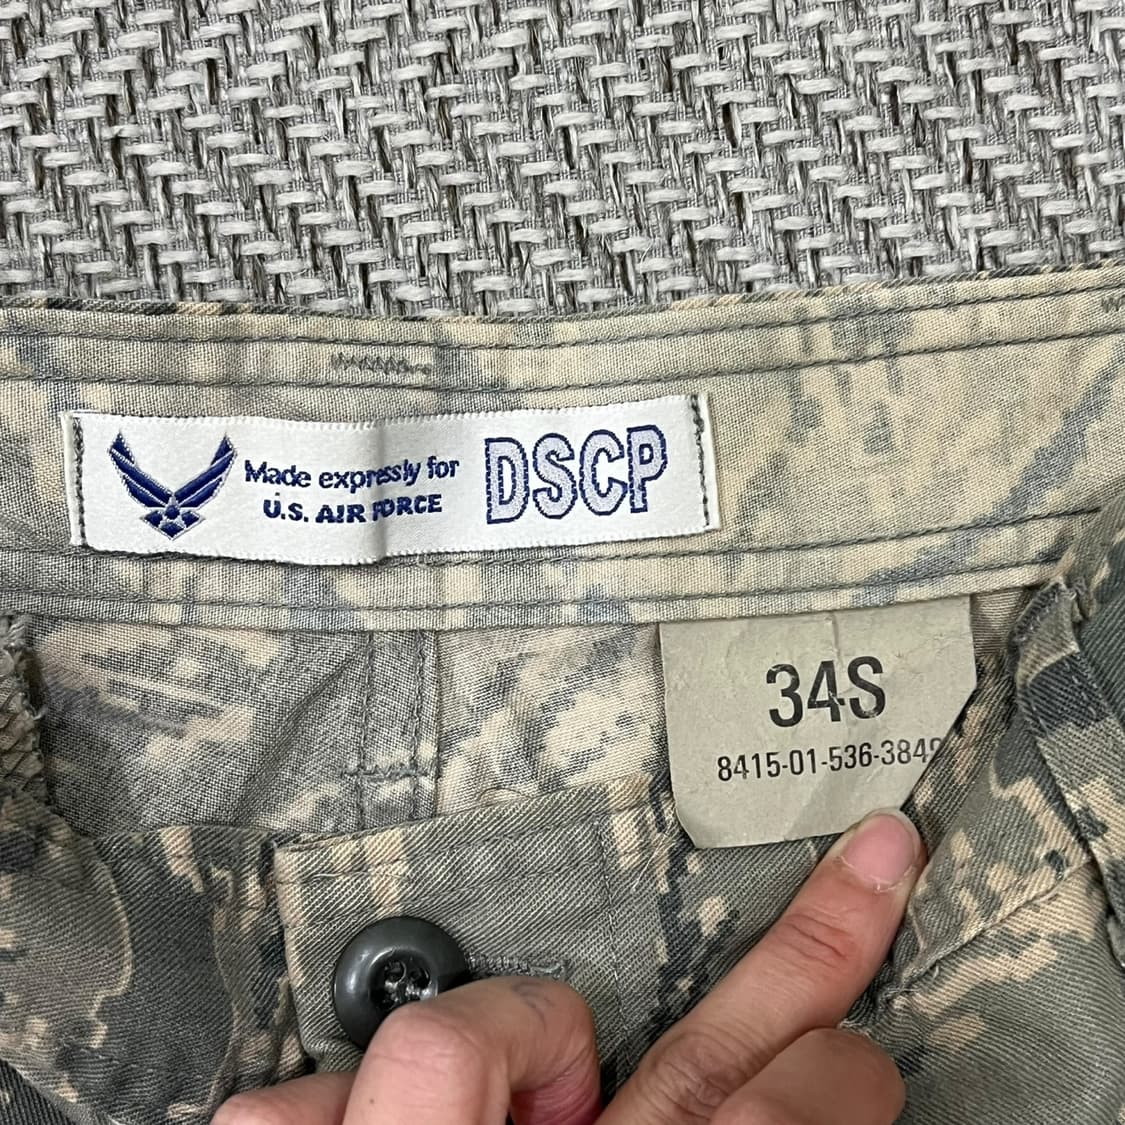 Made expressly for
U.S. AIR FORCE
DSCP
34S
8415-01-536-3849